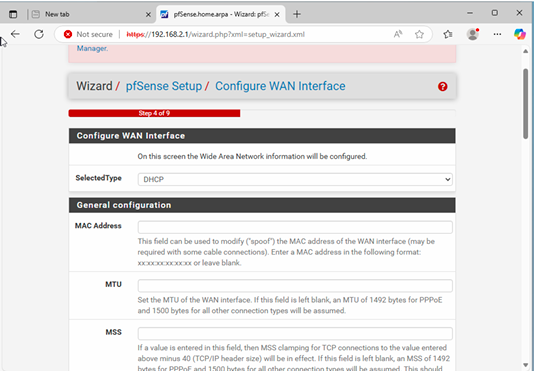 New tab
pfSense.home.arpa - Wizard: pfSe
Not secure
https://192.168.2.1/wizard.php?xml=setup_wizard.xml
Manager.
Wizard / pfSense Setup / Configure WAN Interface
Step 4 of 9
Configure WAN Interface
On this screen the Wide Area Network information will be configured.
SelectedType
DHCP
General configuration
MAC Address
This field can be used to modify ("spoof") the MAC address of the WAN interface (may be
required with some cable connections). Enter a MAC address in the following format:
xx:xx:xx:xx:xx:xx or leave blank.
MTU
Set the MTU of the WAN interface. If this field is left blank, an MTU of 1492 bytes for PPPoE
and 1500 bytes for all other connection types will be assumed.
MSS
If a value is entered in this field, then MSS clamping for TCP connections to the value entered
above minus 40 (TCP/IP header size) will be in effect. If this field is left blank, an MSS of 1492
bytes for PPPoE and 1500 bytes for all other connection types will be assumed. This should